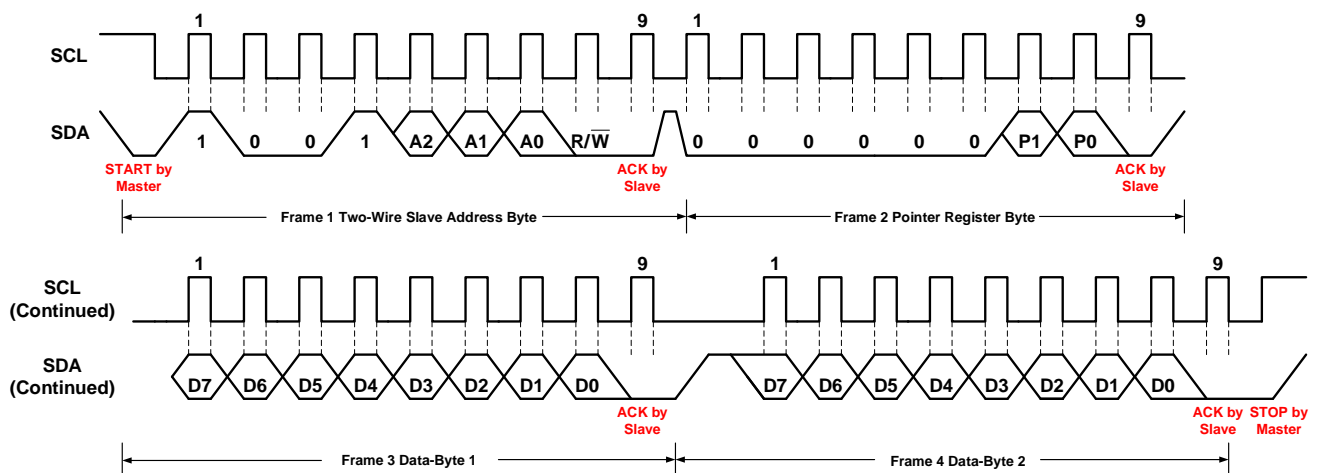 1 9 1 9
SCL
SDA
1 0 0 1 A2 A1 A0 R/W̅ 0 0 0 0 0 0 P1 P0
START by
Master
ACK by
Slave
ACK by
Slave
Frame 1 Two-Wire Slave Address Byte
Frame 2 Pointer Register Byte
1 9 1 9
SCL
(Continued)
SDA
(Continued)
D7 D6 D5 D4 D3 D2 D1 D0 D7 D6 D5 D4 D3 D2 D1 D0
ACK by
Slave
ACK by
Slave
STOP by
Master
Frame 3 Data-Byte 1
Frame 4 Data-Byte 2